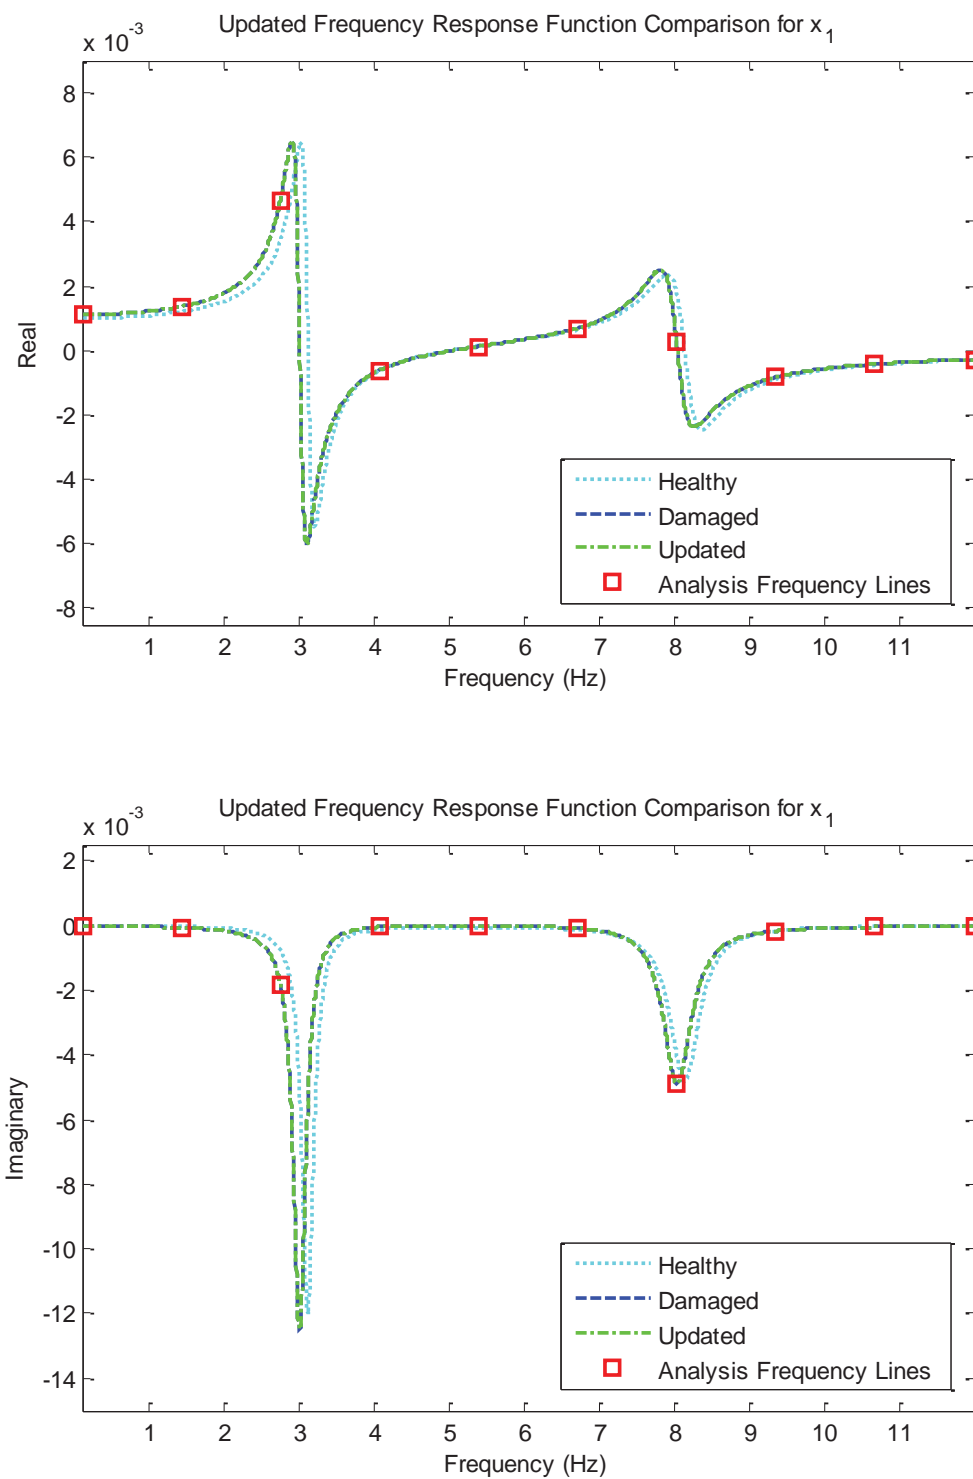 Updated Frequency Response Function Comparison for x1
x 10-3
8
6
4
2
0
-2
-4
-6
-8
Real
Healthy
Damaged
Updated
Analysis Frequency Lines
1 2 3 4 5 6 7 8 9 10 11
Frequency (Hz)
Updated Frequency Response Function Comparison for x1
x 10-3
2
0
-2
-4
-6
-8
-10
-12
-14
Imaginary
Healthy
Damaged
Updated
Analysis Frequency Lines
1 2 3 4 5 6 7 8 9 10 11
Frequency (Hz)